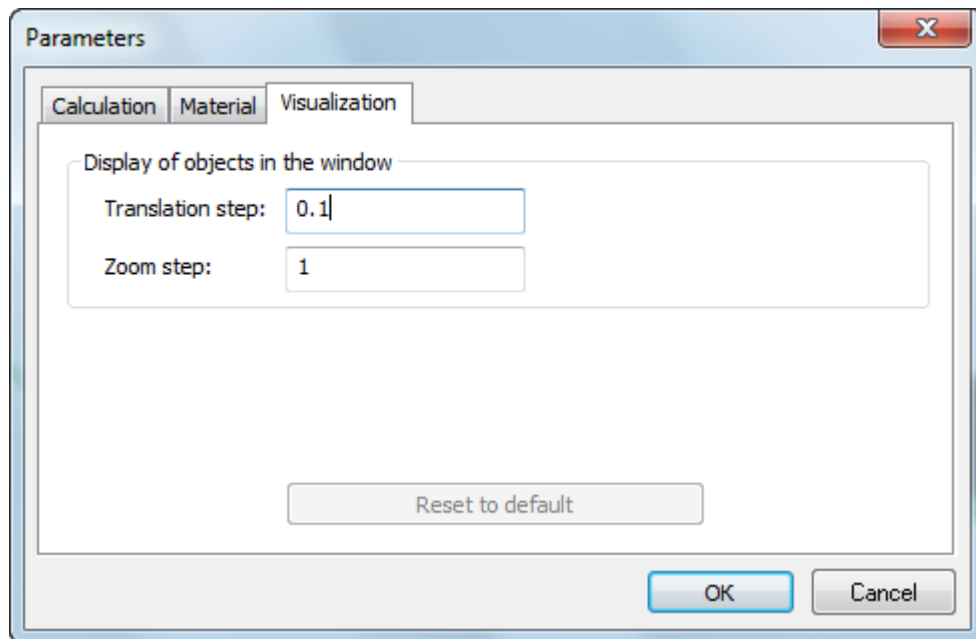 Parameters
Calculation Material Visualization
Display of objects in the window
Translation step: 0.1
Zoom step: 1
Reset to default
OK Cancel